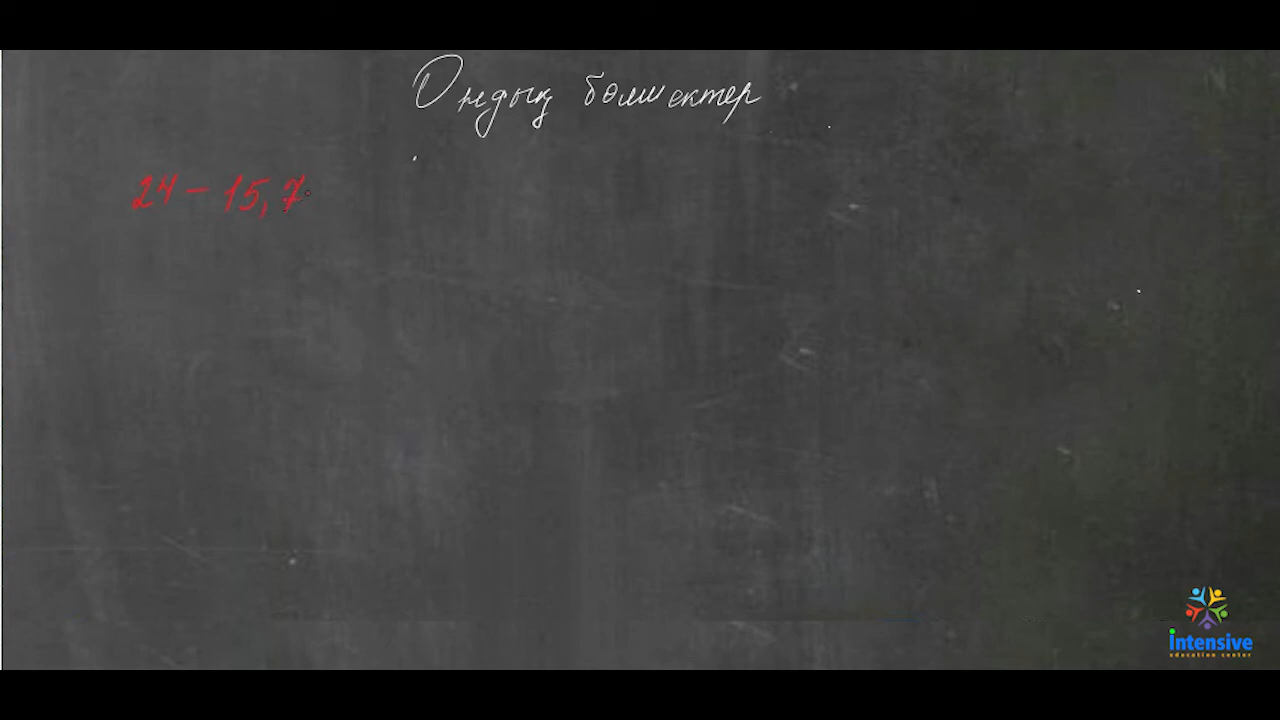 Ондық бөлшектер
24 - 15,7
intensive
education center